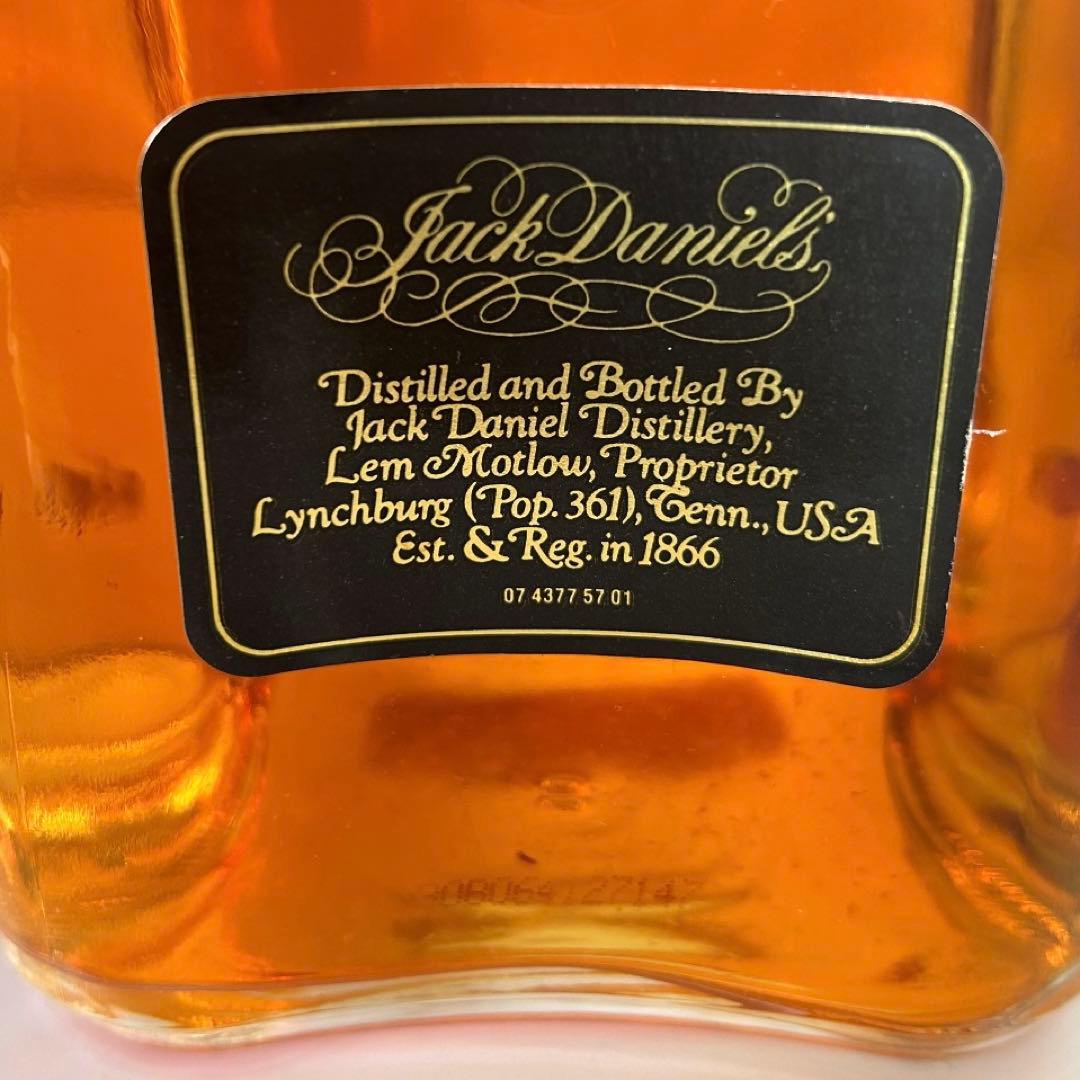 Jack Daniel's
Distilled and Bottled By
Jack Daniel Distillery,
Lem Motlow, Proprietor
Lynchburg (Pop. 361), Tenn., USA
Est. & Reg. in 1866
07 4377 57 01